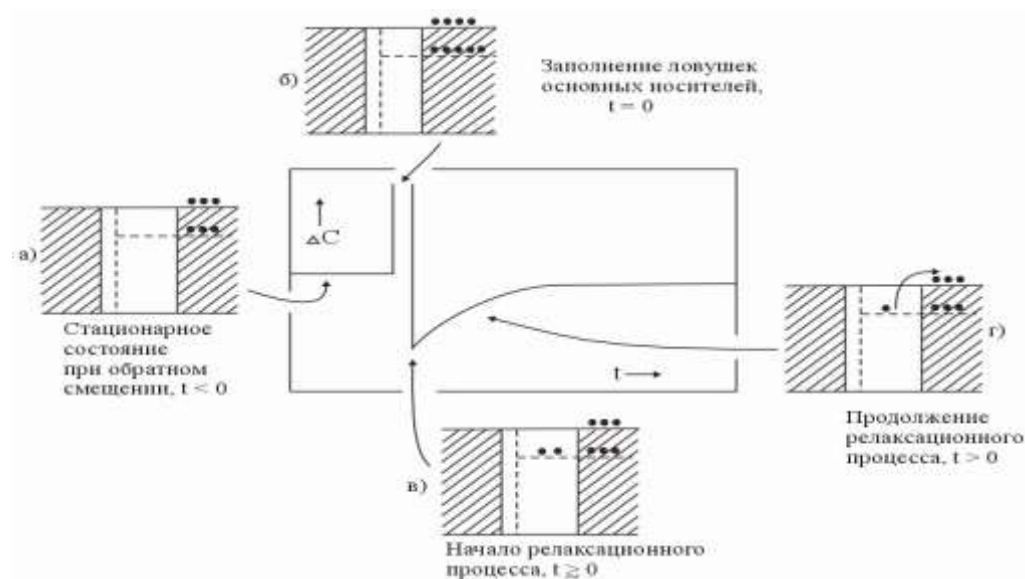 б)
Заполнение ловушек
основных носителей,
t = 0
а)
ΔC
Стационарное
состояние
при обратном
смещении, t < 0
t
г)
Продолжение
релаксационного
процесса, t > 0
в)
Начало релаксационного
процесса, t ≳ 0